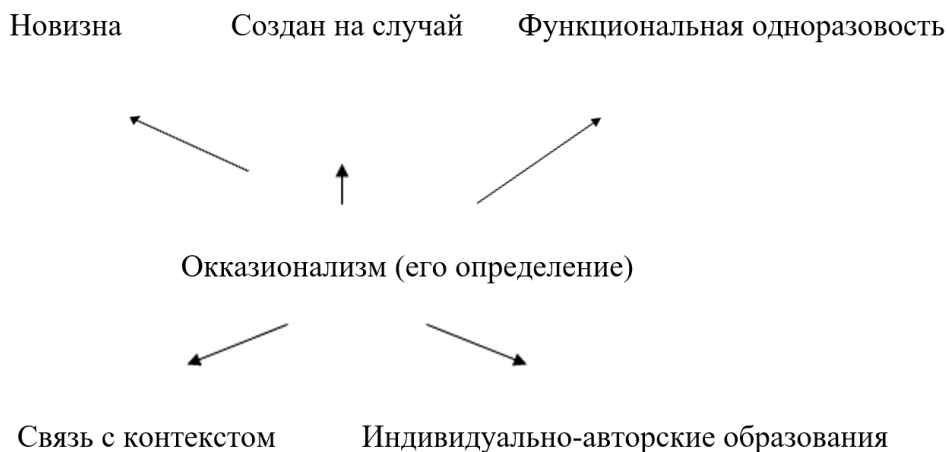 Новизна Создан на случай Функциональная одноразовость
Окказионализм (его определение)
Связь с контекстом Индивидуально-авторские образования